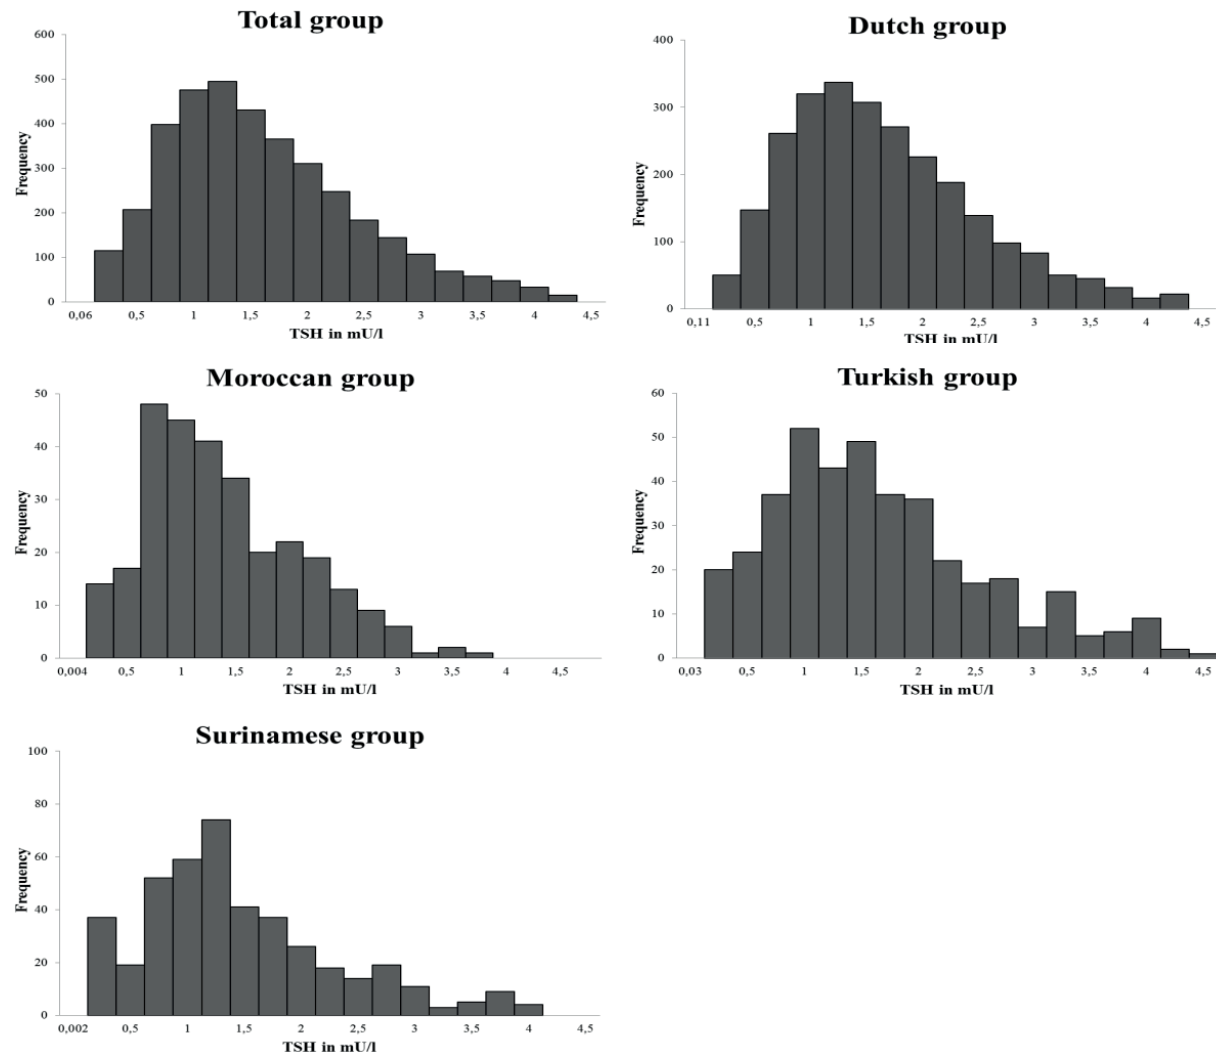 Total group
Frequency
600
500
400
300
200
100
0
0,06 0,5 1 1,5 2 2,5 3 3,5 4 4,5
TSH in mU/l
Dutch group
Frequency
400
300
200
100
0
0,11 0,5 1 1,5 2 2,5 3 3,5 4 4,5
TSH in mU/l
Moroccan group
Frequency
50
40
30
20
10
0
0,004 0,5 1 1,5 2 2,5 3 3,5 4 4,5
TSH in mU/l
Turkish group
Frequency
60
50
40
30
20
10
0
0,03 0,5 1 1,5 2 2,5 3 3,5 4 4,5
TSH in mU/l
Surinamese group
Frequency
100
80
60
40
20
0
0,002 0,5 1 1,5 2 2,5 3 3,5 4 4,5
TSH in mU/l